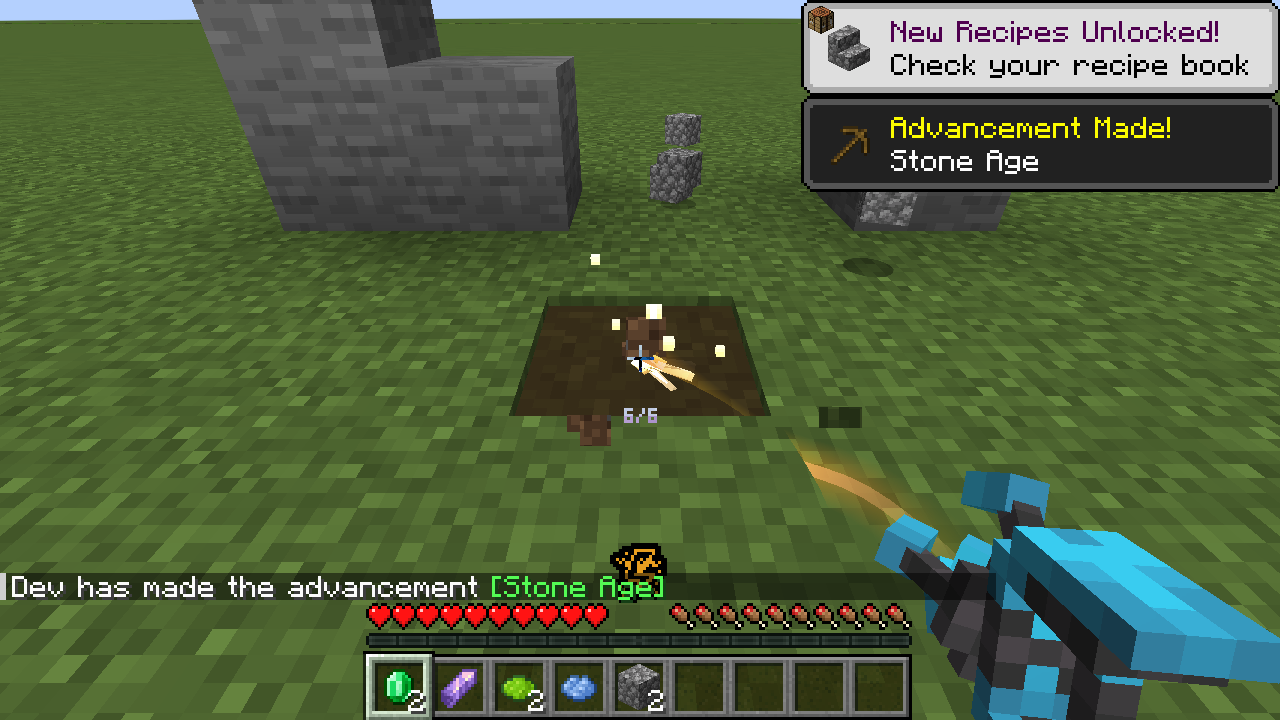 New Recipes Unlocked!
Check your recipe book
Advancement Made!
Stone Age
6/6
Dev has made the advancement [Stone Age]
2
2
2